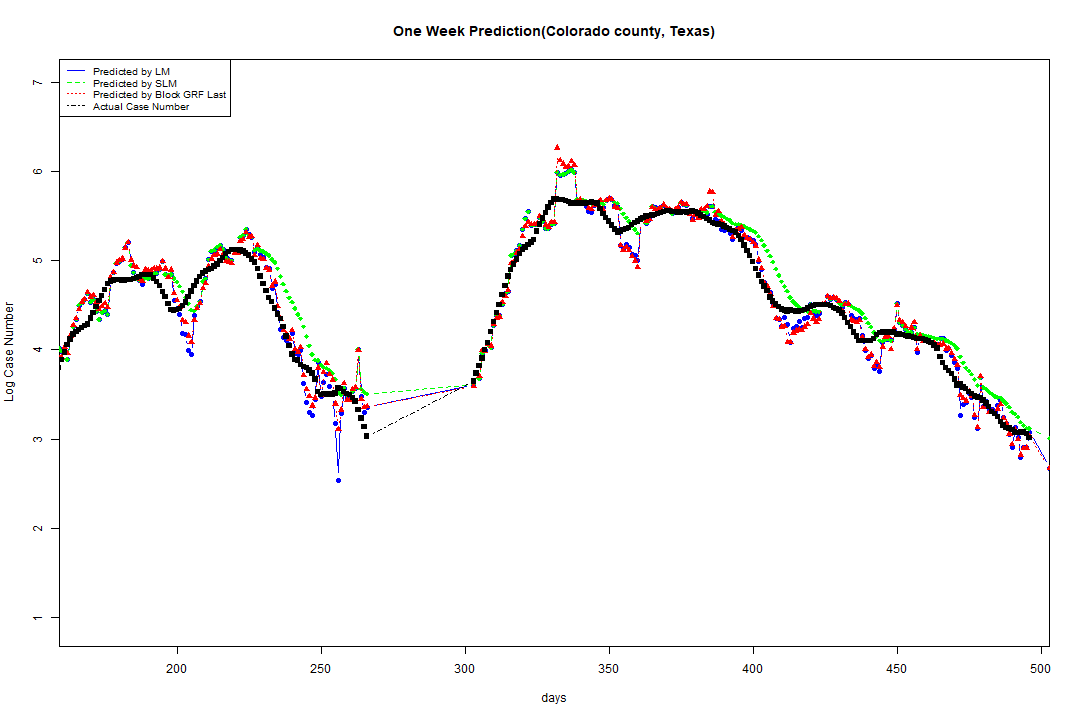 One Week Prediction(Colorado county, Texas)
Predicted by LM
Predicted by SLM
Predicted by Block GRF Last
Actual Case Number
7
6
5
4
3
2
1
Log Case Number
200 250 300 350 400 450 500
days